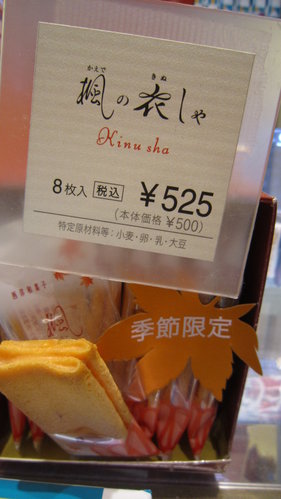 かえで きぬ
楓の衣しゃ
Kinu sha
8枚入 税込 ¥525
(本体価格 ¥500)
特定原材料等:小麦・卵・乳・大豆
季節限定
楓